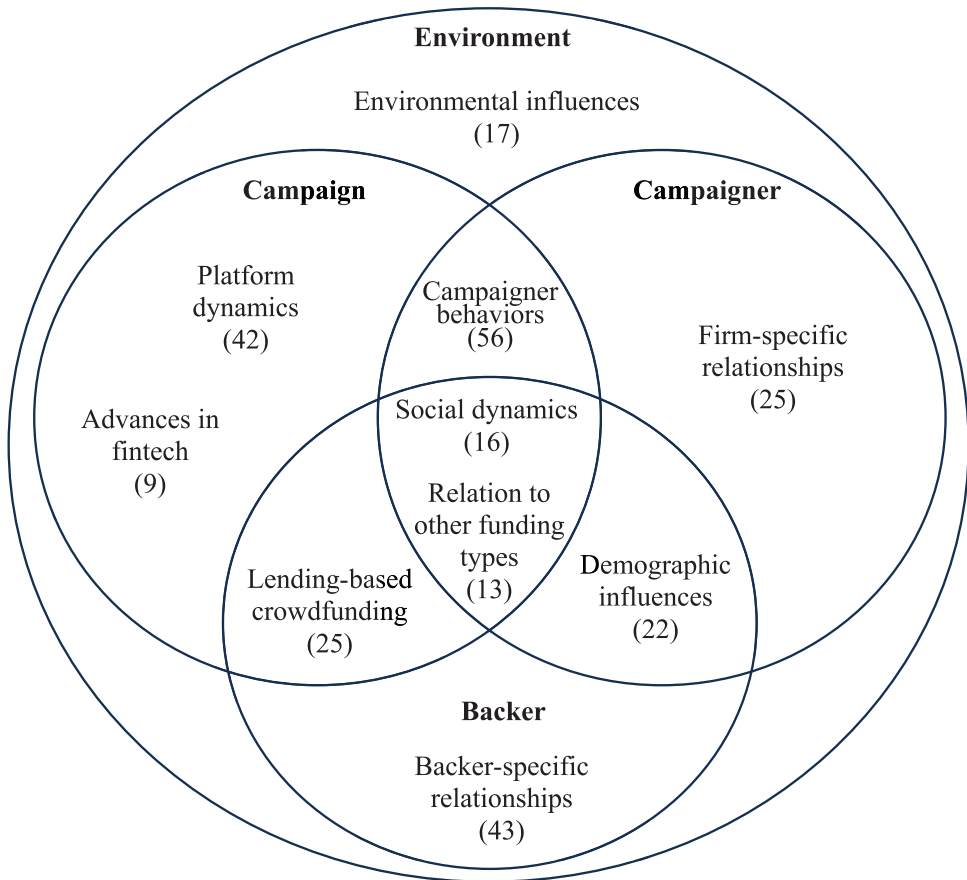 Environment
Environmental influences
(17)
Campaign
Campaigner
Platform
dynamics
(42)
Campaigner
behaviors
(56)
Firm-specific
relationships
(25)
Advances in
fintech
(9)
Social dynamics
(16)
Relation to
other funding
types
(13)
Lending-based
crowdfunding
(25)
Demographic
influences
(22)
Backer
Backer-specific
relationships
(43)